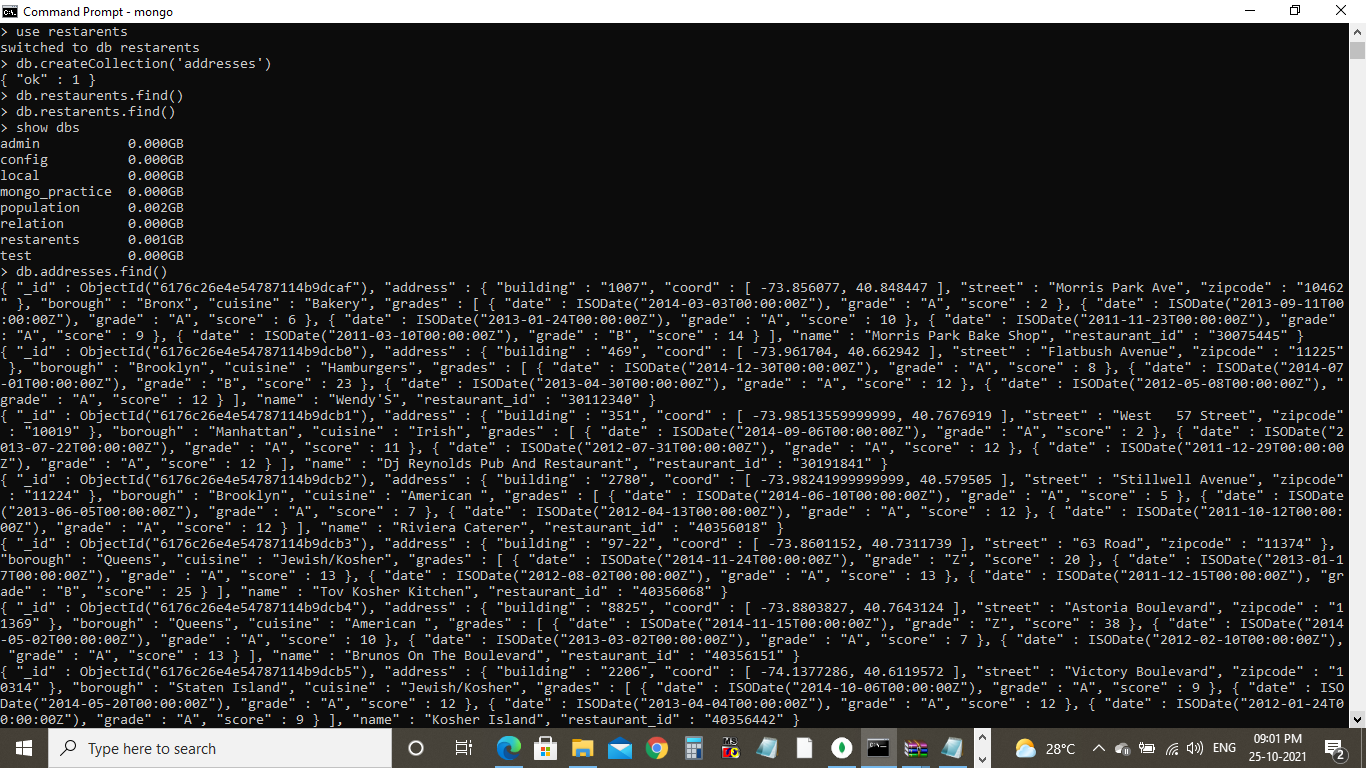 Command Prompt - mongo
> use restarents
switched to db restarents
> db.createCollection('addresses')
{ "ok" : 1 }
> db.restaurents.find()
> db.restarents.find()
> show dbs
admin 0.000GB
config 0.000GB
local 0.000GB
mongo_practice 0.000GB
population 0.002GB
relation 0.000GB
restarents 0.001GB
test 0.000GB
> db.addresses.find()
{ "_id" : ObjectId("6176c26e4e54787114b9dcaf"), "address" : { "building" : "1007", "coord" : [ -73.856077, 40.848447 ], "street" : "Morris Park Ave", "zipcode" : "10462
" }, "borough" : "Bronx", "cuisine" : "Bakery", "grades" : [ { "date" : ISODate("2014-03-03T00:00:00Z"), "grade" : "A", "score" : 2 }, { "date" : ISODate("2013-09-11T00
:00:00Z"), "grade" : "A", "score" : 6 }, { "date" : ISODate("2013-01-24T00:00:00Z"), "grade" : "A", "score" : 10 }, { "date" : ISODate("2011-11-23T00:00:00Z"), "grade"
: "A", "score" : 9 }, { "date" : ISODate("2011-03-10T00:00:00Z"), "grade" : "B", "score" : 14 } ], "name" : "Morris Park Bake Shop", "restaurant_id" : "30075445" }
{ "_id" : ObjectId("6176c26e4e54787114b9dcb0"), "address" : { "building" : "469", "coord" : [ -73.961704, 40.662942 ], "street" : "Flatbush Avenue", "zipcode" : "11225"
}, "borough" : "Brooklyn", "cuisine" : "Hamburgers", "grades" : [ { "date" : ISODate("2014-12-30T00:00:00Z"), "grade" : "A", "score" : 8 }, { "date" : ISODate("2014-07
-01T00:00:00Z"), "grade" : "B", "score" : 23 }, { "date" : ISODate("2013-04-30T00:00:00Z"), "grade" : "A", "score" : 12 }, { "date" : ISODate("2012-05-08T00:00:00Z"), "
grade" : "A", "score" : 12 } ], "name" : "Wendy'S", "restaurant_id" : "30112340" }
{ "_id" : ObjectId("6176c26e4e54787114b9dcb1"), "address" : { "building" : "351", "coord" : [ -73.98513559999999, 40.7676919 ], "street" : "West   57 Street", "zipcode"
: "10019" }, "borough" : "Manhattan", "cuisine" : "Irish", "grades" : [ { "date" : ISODate("2014-09-06T00:00:00Z"), "grade" : "A", "score" : 2 }, { "date" : ISODate("2
013-07-22T00:00:00Z"), "grade" : "A", "score" : 11 }, { "date" : ISODate("2012-07-31T00:00:00Z"), "grade" : "A", "score" : 12 }, { "date" : ISODate("2011-12-29T00:00:00
Z"), "grade" : "A", "score" : 12 } ], "name" : "Dj Reynolds Pub And Restaurant", "restaurant_id" : "30191841" }
{ "_id" : ObjectId("6176c26e4e54787114b9dcb2"), "address" : { "building" : "2780", "coord" : [ -73.98241999999999, 40.579505 ], "street" : "Stillwell Avenue", "zipcode"
: "11224" }, "borough" : "Brooklyn", "cuisine" : "American ", "grades" : [ { "date" : ISODate("2014-06-10T00:00:00Z"), "grade" : "A", "score" : 5 }, { "date" : ISODate
("2013-06-05T00:00:00Z"), "grade" : "A", "score" : 7 }, { "date" : ISODate("2012-04-13T00:00:00Z"), "grade" : "A", "score" : 12 }, { "date" : ISODate("2011-10-12T00:00:
00Z"), "grade" : "A", "score" : 12 } ], "name" : "Riviera Caterer", "restaurant_id" : "40356018" }
{ "_id" : ObjectId("6176c26e4e54787114b9dcb3"), "address" : { "building" : "97-22", "coord" : [ -73.8601152, 40.7311739 ], "street" : "63 Road", "zipcode" : "11374" },
"borough" : "Queens", "cuisine" : "Jewish/Kosher", "grades" : [ { "date" : ISODate("2014-11-24T00:00:00Z"), "grade" : "Z", "score" : 20 }, { "date" : ISODate("2013-01-1
7T00:00:00Z"), "grade" : "A", "score" : 13 }, { "date" : ISODate("2012-08-02T00:00:00Z"), "grade" : "A", "score" : 13 }, { "date" : ISODate("2011-12-15T00:00:00Z"), "gr
ade" : "B", "score" : 25 } ], "name" : "Tov Kosher Kitchen", "restaurant_id" : "40356068" }
{ "_id" : ObjectId("6176c26e4e54787114b9dcb4"), "address" : { "building" : "8825", "coord" : [ -73.8803827, 40.7643124 ], "street" : "Astoria Boulevard", "zipcode" : "1
1369" }, "borough" : "Queens", "cuisine" : "American ", "grades" : [ { "date" : ISODate("2014-11-15T00:00:00Z"), "grade" : "Z", "score" : 38 }, { "date" : ISODate("2014
-05-02T00:00:00Z"), "grade" : "A", "score" : 10 }, { "date" : ISODate("2013-03-02T00:00:00Z"), "grade" : "A", "score" : 7 }, { "date" : ISODate("2012-02-10T00:00:00Z"),
"grade" : "A", "score" : 13 } ], "name" : "Brunos On The Boulevard", "restaurant_id" : "40356151" }
{ "_id" : ObjectId("6176c26e4e54787114b9dcb5"), "address" : { "building" : "2206", "coord" : [ -74.1377286, 40.6119572 ], "street" : "Victory Boulevard", "zipcode" : "1
0314" }, "borough" : "Staten Island", "cuisine" : "Jewish/Kosher", "grades" : [ { "date" : ISODate("2014-10-06T00:00:00Z"), "grade" : "A", "score" : 9 }, { "date" : ISO
Date("2014-05-20T00:00:00Z"), "grade" : "A", "score" : 12 }, { "date" : ISODate("2013-04-04T00:00:00Z"), "grade" : "A", "score" : 12 }, { "date" : ISODate("2012-01-24T0
0:00:00Z"), "grade" : "A", "score" : 9 } ], "name" : "Kosher Island", "restaurant_id" : "40356442" }
Type here to search
28°C
ENG
09:01 PM
25-10-2021
2